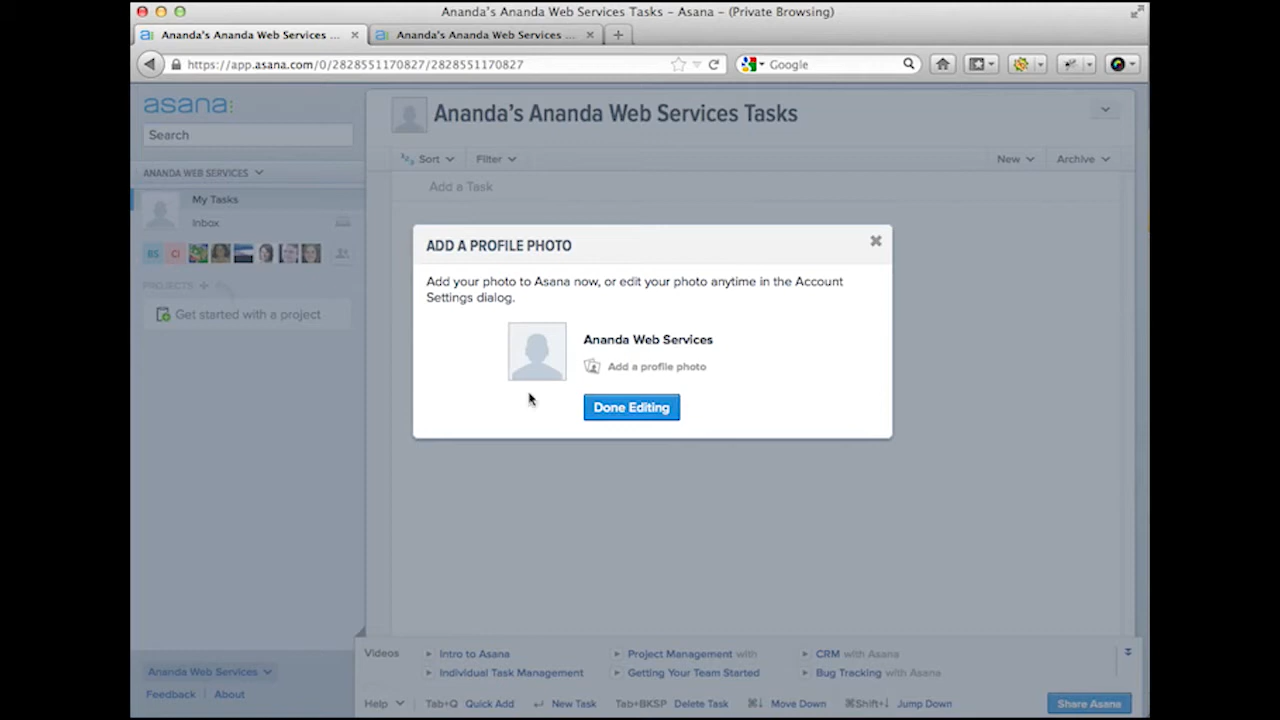 Ananda's Ananda Web Services Tasks - Asana - (Private Browsing)
Ananda's Ananda Web Services ...
Ananda's Ananda Web Services ...
https://app.asana.com/0/2828551170827/2828551170827
Google
asana:
Search
ANANDA WEB SERVICES
My Tasks
Inbox
BS CI
PROJECTS +
Get started with a project
Ananda's Ananda Web Services Tasks
Sort Filter New Archive
Add a Task
ADD A PROFILE PHOTO
Add your photo to Asana now, or edit your photo anytime in the Account
Settings dialog.
Ananda Web Services
Add a profile photo
Done Editing
Videos Intro to Asana Project Management with CRM with Asana
Individual Task Management Getting Your Team Started Bug Tracking with Asana
Ananda Web Services
Feedback About
Help Tab+Q Quick Add ↵ New Task Tab+BKSP Delete Task ⌘↓ Move Down ⌘Shift+↓ Jump Down Share Asana